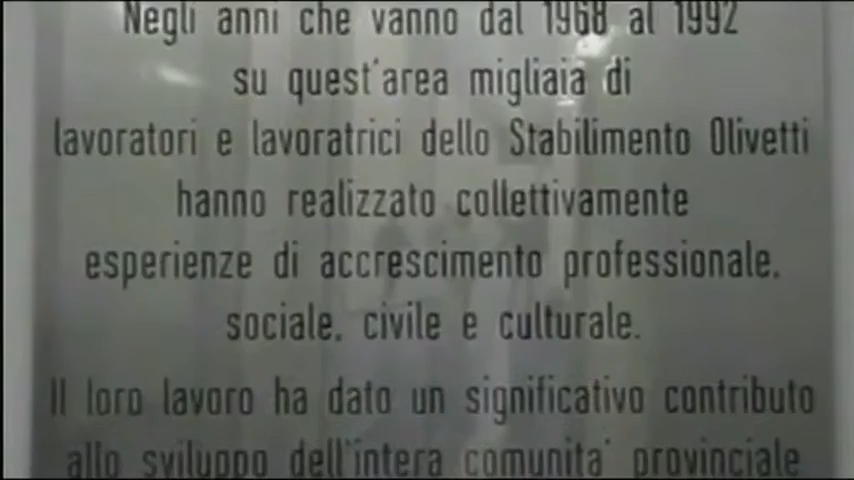 Negli anni che vanno dal 1968 al 1992
su quest'area migliaia di
lavoratori e lavoratrici dello Stabilimento Olivetti
hanno realizzato collettivamente
esperienze di accrescimento professionale,
sociale, civile e culturale.
Il loro lavoro ha dato un significativo contributo
allo sviluppo dell'intera comunita' provinciale